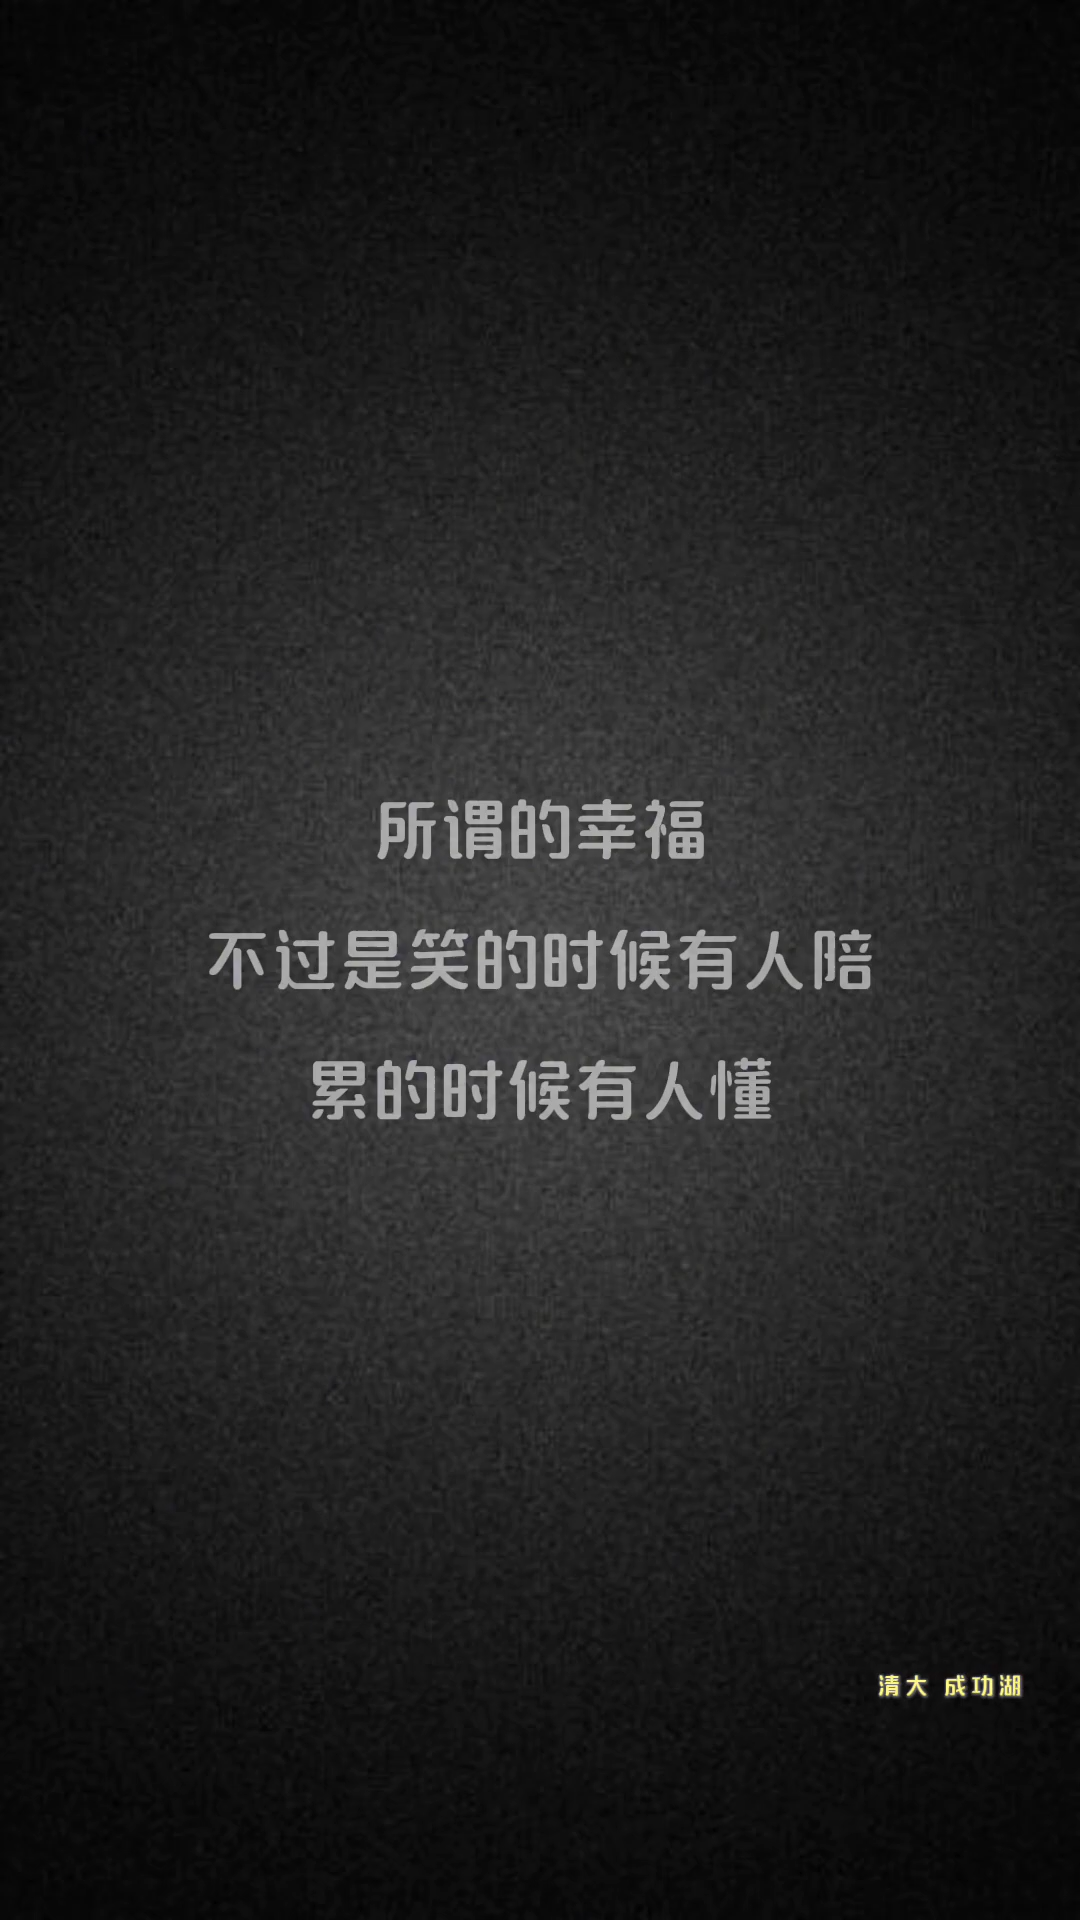 所谓的幸福
不过是笑的时候有人陪
累的时候有人懂
清大 成功湖